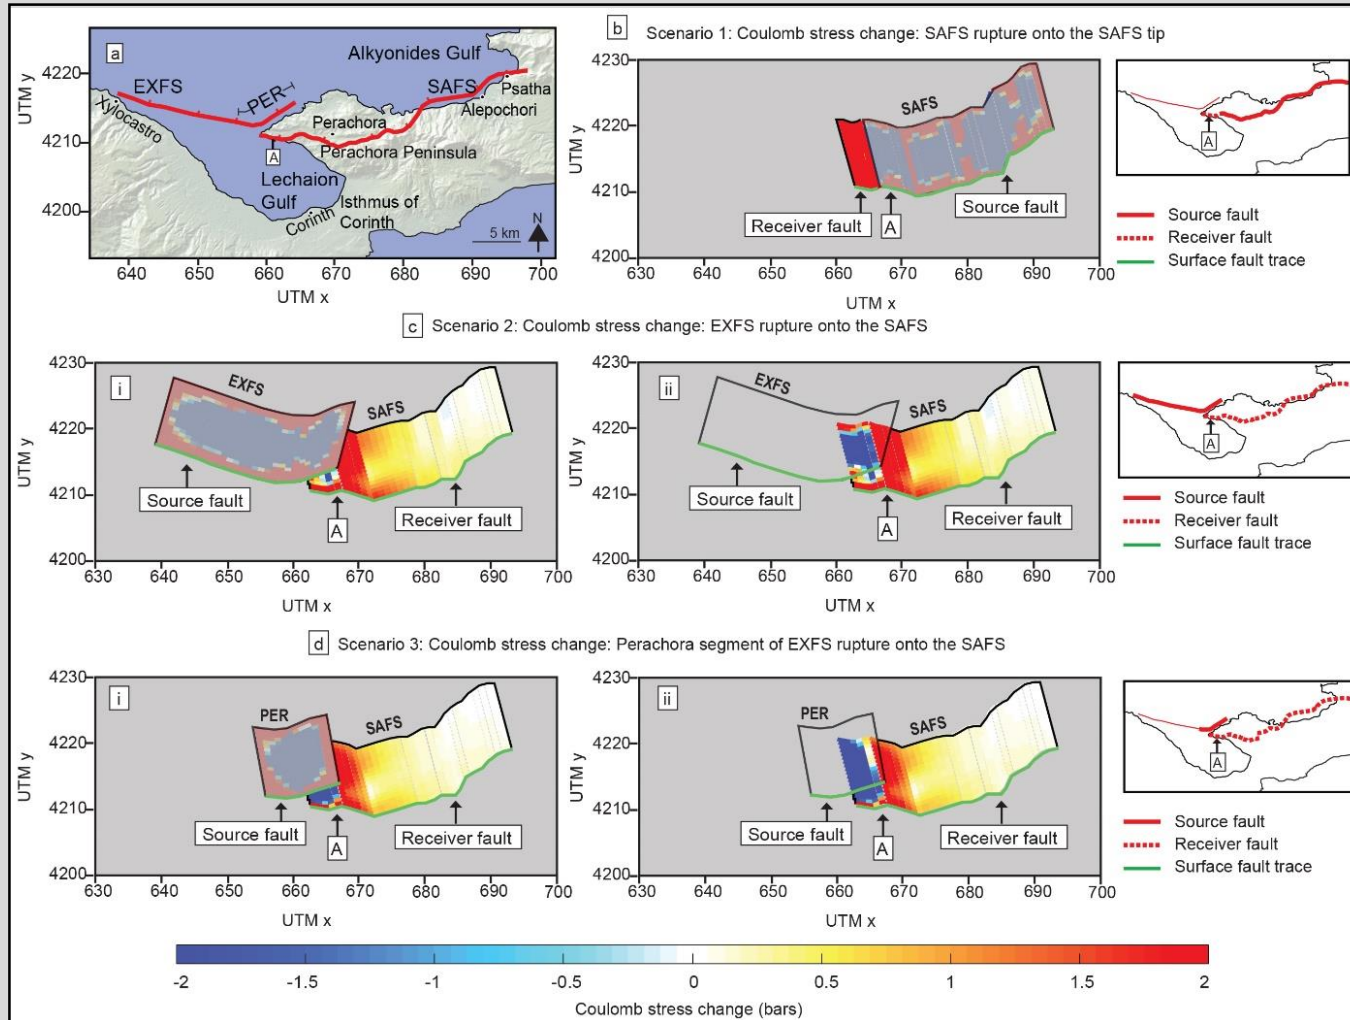 a
Alkyonides Gulf
EXFS
PER
SAFS
Psatha
Alepochori
Xylocastro
Perachora
A
Perachora Peninsula
Lechaion
Gulf
Corinth
Isthmus of
Corinth
5 km
N
UTM y
4220
4210
4200
640
650
660
670
680
690
702
UTM x
b
Scenario 1: Coulomb stress change: SAFS rupture onto the SAFS tip
UTM y
4230
4220
4210
4200
SAFS
Receiver fault
A
Source fault
630
640
650
660
670
680
690
700
UTM x
A
Source fault
Receiver fault
Surface fault trace
c
Scenario 2: Coulomb stress change: EXFS rupture onto the SAFS
UTM y
4230
4220
4210
4200
i
EXFS
SAFS
Source fault
A
Receiver fault
630
640
650
660
670
680
690
700
UTM x
UTM y
4230
4220
4210
4200
ii
EXFS
SAFS
Source fault
A
Receiver fault
630
640
650
660
670
680
690
700
UTM x
A
Source fault
Receiver fault
Surface fault trace
d
Scenario 3: Coulomb stress change: Perachora segment of EXFS rupture onto the SAFS
UTM y
4230
4220
4210
4200
i
PER
SAFS
Source fault
A
Receiver fault
630
640
650
660
670
680
690
700
UTM x
UTM y
4230
4220
4210
4200
ii
PER
SAFS
Source fault
A
Receiver fault
630
640
650
660
670
680
690
700
UTM x
A
Source fault
Receiver fault
Surface fault trace
-2
-1.5
-1
-0.5
0
0.5
1
1.5
2
Coulomb stress change (bars)